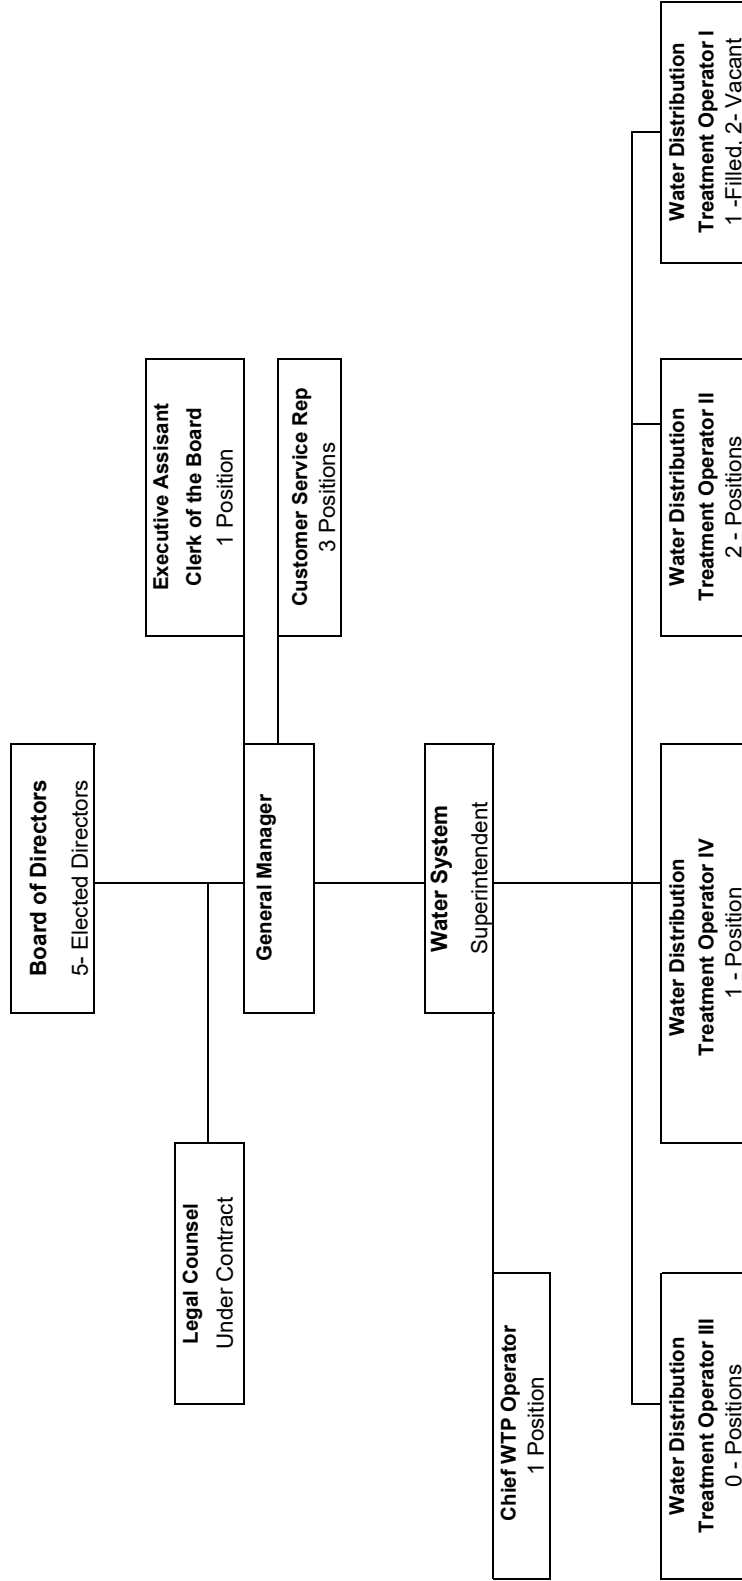 Board of Directors
5- Elected Directors
Legal Counsel
Under Contract
Executive Assisant
Clerk of the Board
1 Position
General Manager
Customer Service Rep
3 Positions
Water System
Superintendent
Chief WTP Operator
1 Position
Water Distribution
Treatment Operator III
0 - Positions
Water Distribution
Treatment Operator IV
1 - Position
Water Distribution
Treatment Operator II
2 - Positions
Water Distribution
Treatment Operator I
1 -Filled, 2- Vacant